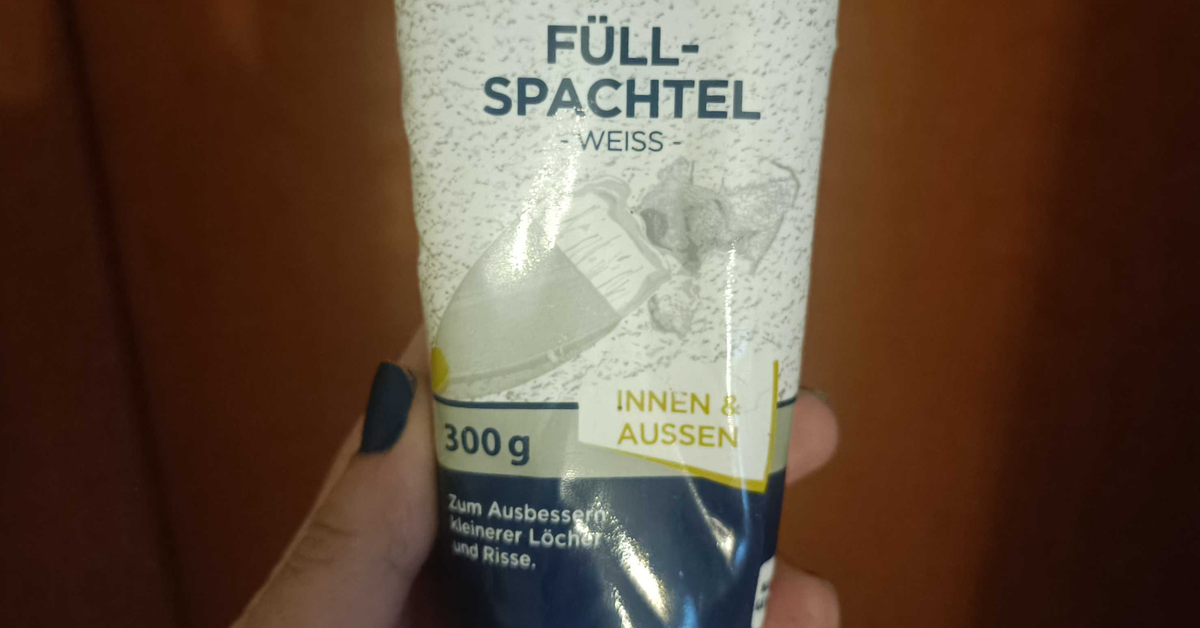 FÜLL-
SPACHTEL
- WEISS -
INNEN &
AUSSEN
300 g
Zum Ausbessern
kleinerer Löcher
und Risse.